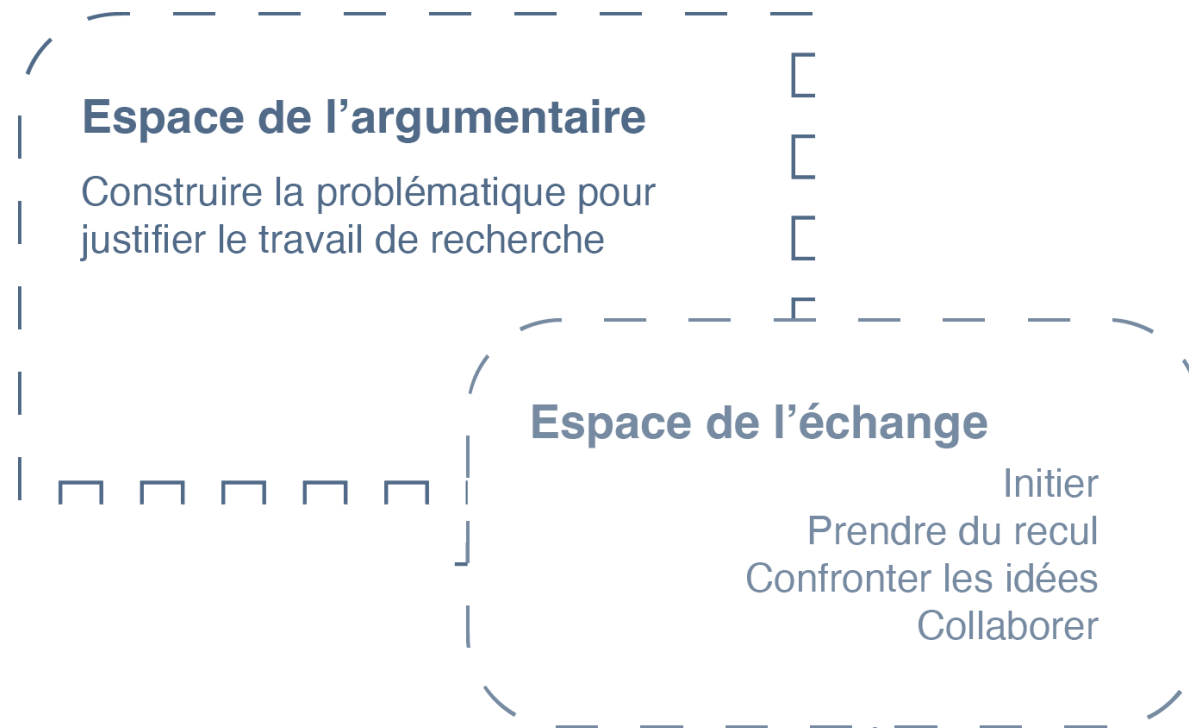 Espace de l’argumentaire
Construire la problématique pour
justifier le travail de recherche
Espace de l’échange
Initier
Prendre du recul
Confronter les idées
Collaborer